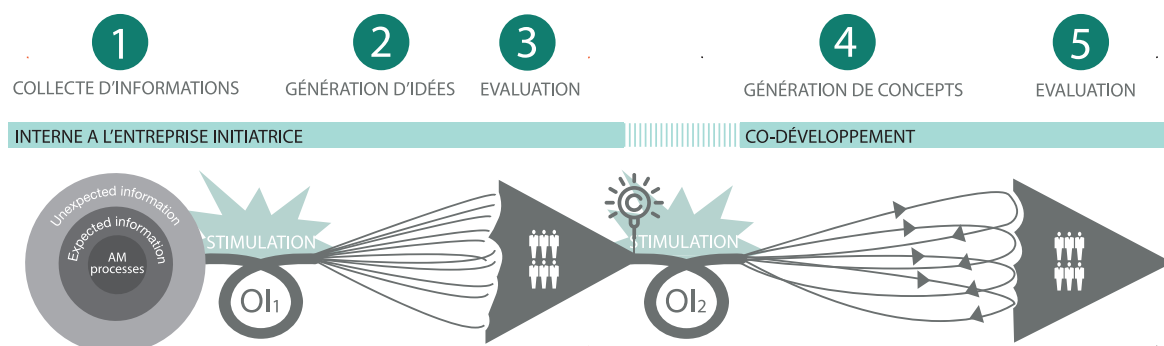 1
2
3
4
5
COLLECTE D'INFORMATIONS
GÉNÉRATION D'IDÉES
EVALUATION
GÉNÉRATION DE CONCEPTS
EVALUATION
INTERNE A L'ENTREPRISE INITIATRICE
CO-DÉVELOPPEMENT
Unexpected information
Expected information
AM
processes
STIMULATION
OI1
C
STIMULATION
OI2